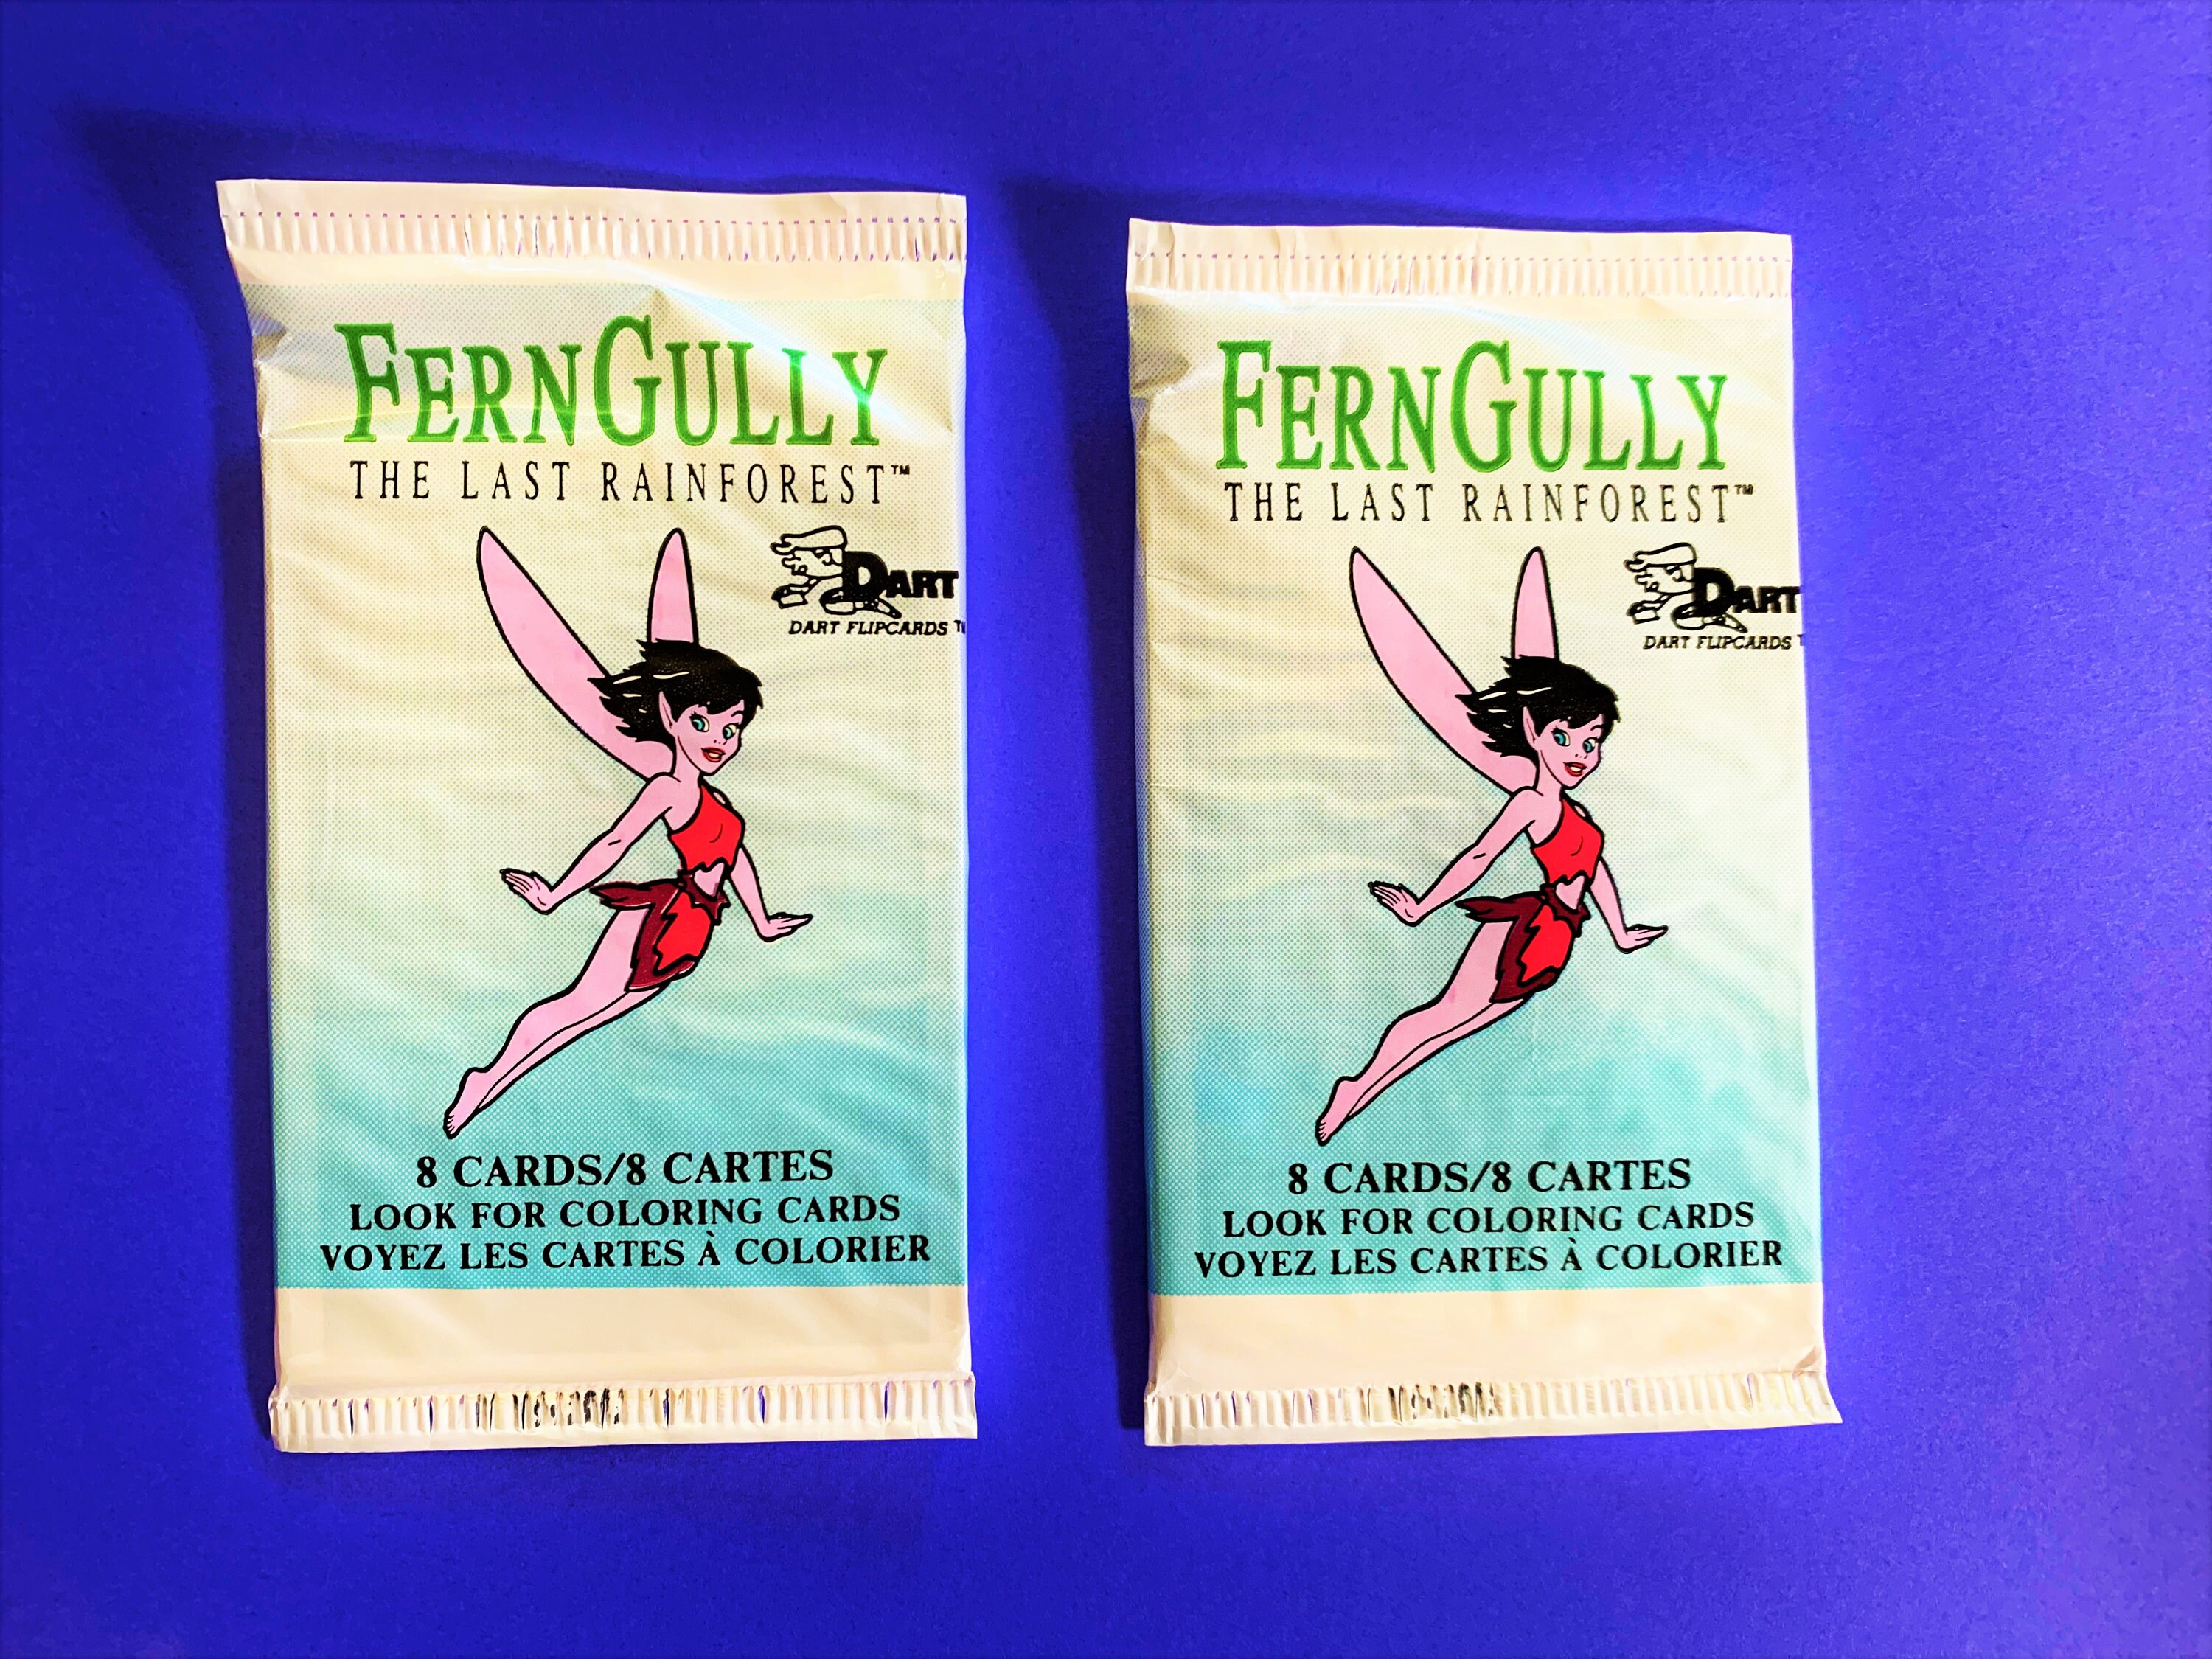 FERNGULLY
THE LAST RAINFOREST™
DART
DART FLIPCARDS™
8 CARDS/8 CARTES
LOOK FOR COLORING CARDS
VOYEZ LES CARTES À COLORIER
FERNGULLY
THE LAST RAINFOREST™
DART
DART FLIPCARDS
8 CARDS/8 CARTES
LOOK FOR COLORING CARDS
VOYEZ LES CARTES À COLORIER